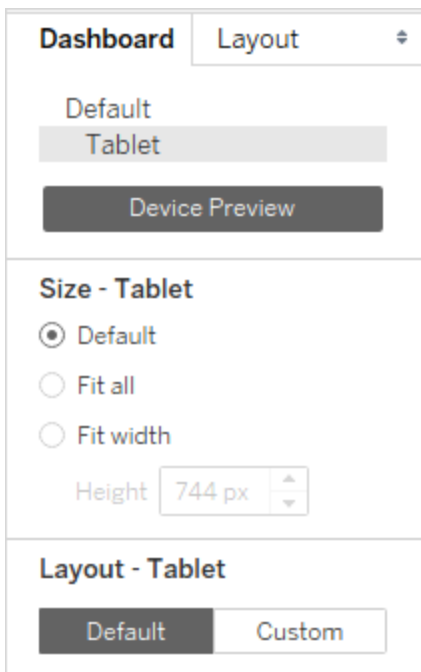 Dashboard Layout
Default
Tablet
Device Preview
Size - Tablet
Default
Fit all
Fit width
Height 744 px
Layout - Tablet
Default Custom